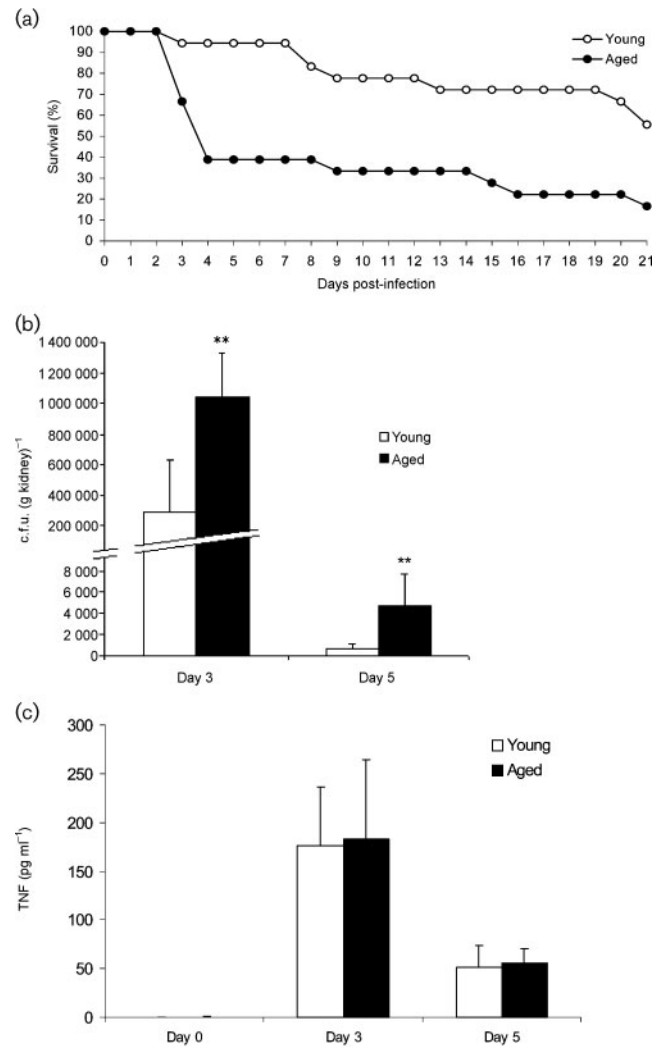 (a)
100
90
80
70
60
50
40
30
20
10
0
Survival (%)
Young
Aged
0 1 2 3 4 5 6 7 8 9 10 11 12 13 14 15 16 17 18 19 20 21
Days post-infection
(b)
1 400 000
1 200 000
1 000 000
800 000
600 000
400 000
200 000
8 000
6 000
4 000
2 000
0
c.f.u. (g kidney)⁻¹
**
**
Young
Aged
Day 3 Day 5
(c)
300
250
200
150
100
50
0
TNF (pg ml⁻¹)
Young
Aged
Day 0 Day 3 Day 5